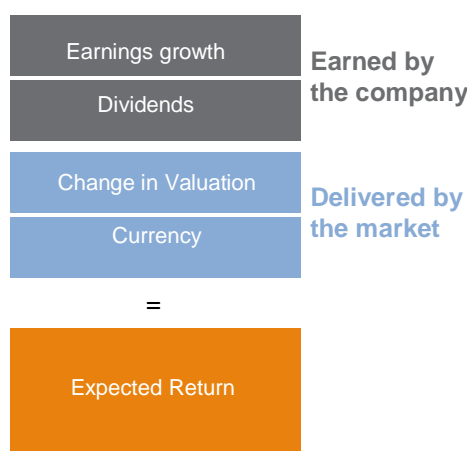 Earnings growth
Earned by
the company
Dividends
Change in Valuation
Delivered by
the market
Currency
=
Expected Return